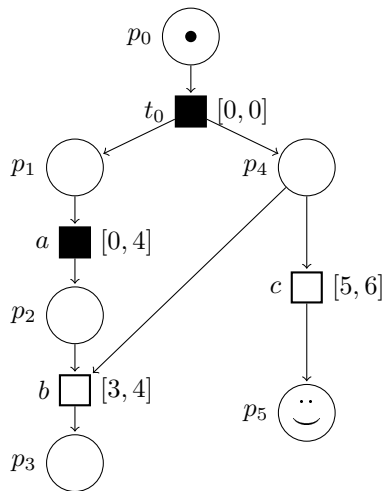 p0
t0 [0, 0]
p1 p4
a [0, 4]
c [5, 6]
p2
b [3, 4]
p5
p3